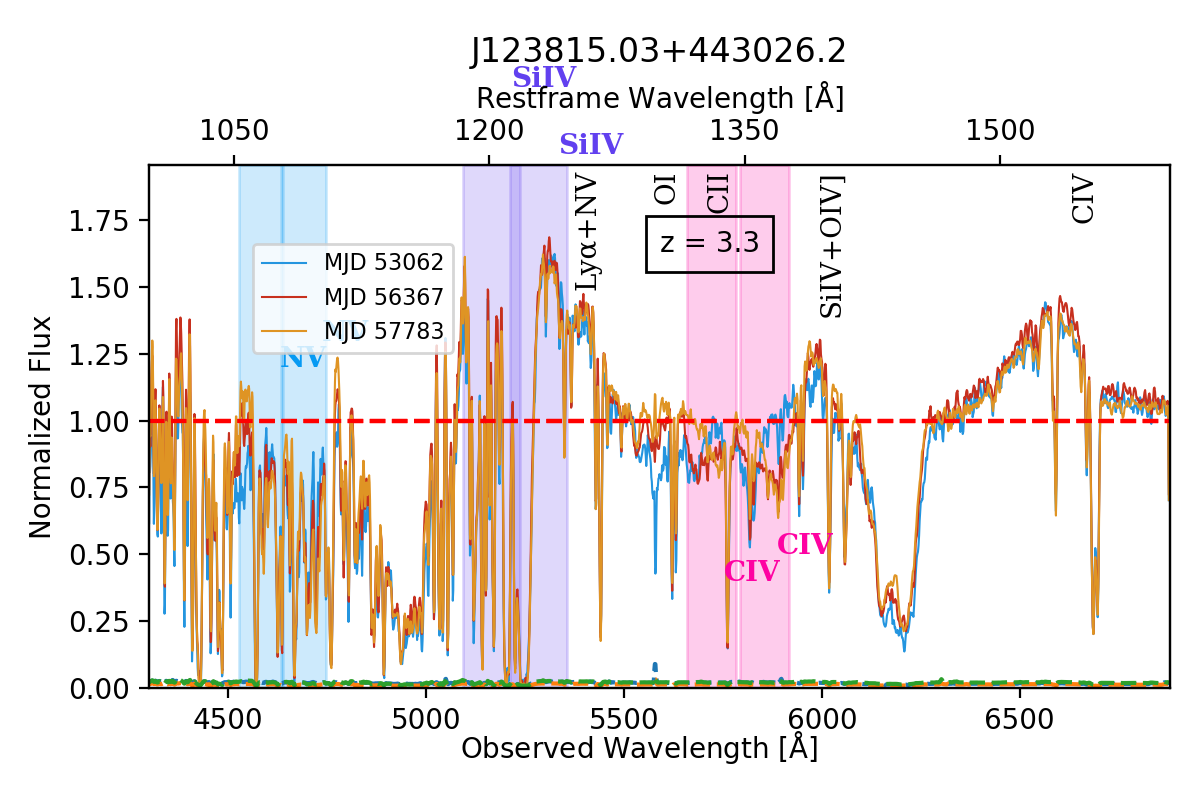 J123815.03+443026.2
SiIV
Restframe Wavelength [Å]
1050 1200 1350 1500
SiIV
Lyα+NV
OI
CII
SiIV+OIV]
CIV
z = 3.3
MJD 53062
MJD 56367
MJD 57783
NV
CIV
CIV
1.75
1.50
1.25
1.00
0.75
0.50
0.25
0.00
Normalized Flux
4500 5000 5500 6000 6500
Observed Wavelength [Å]